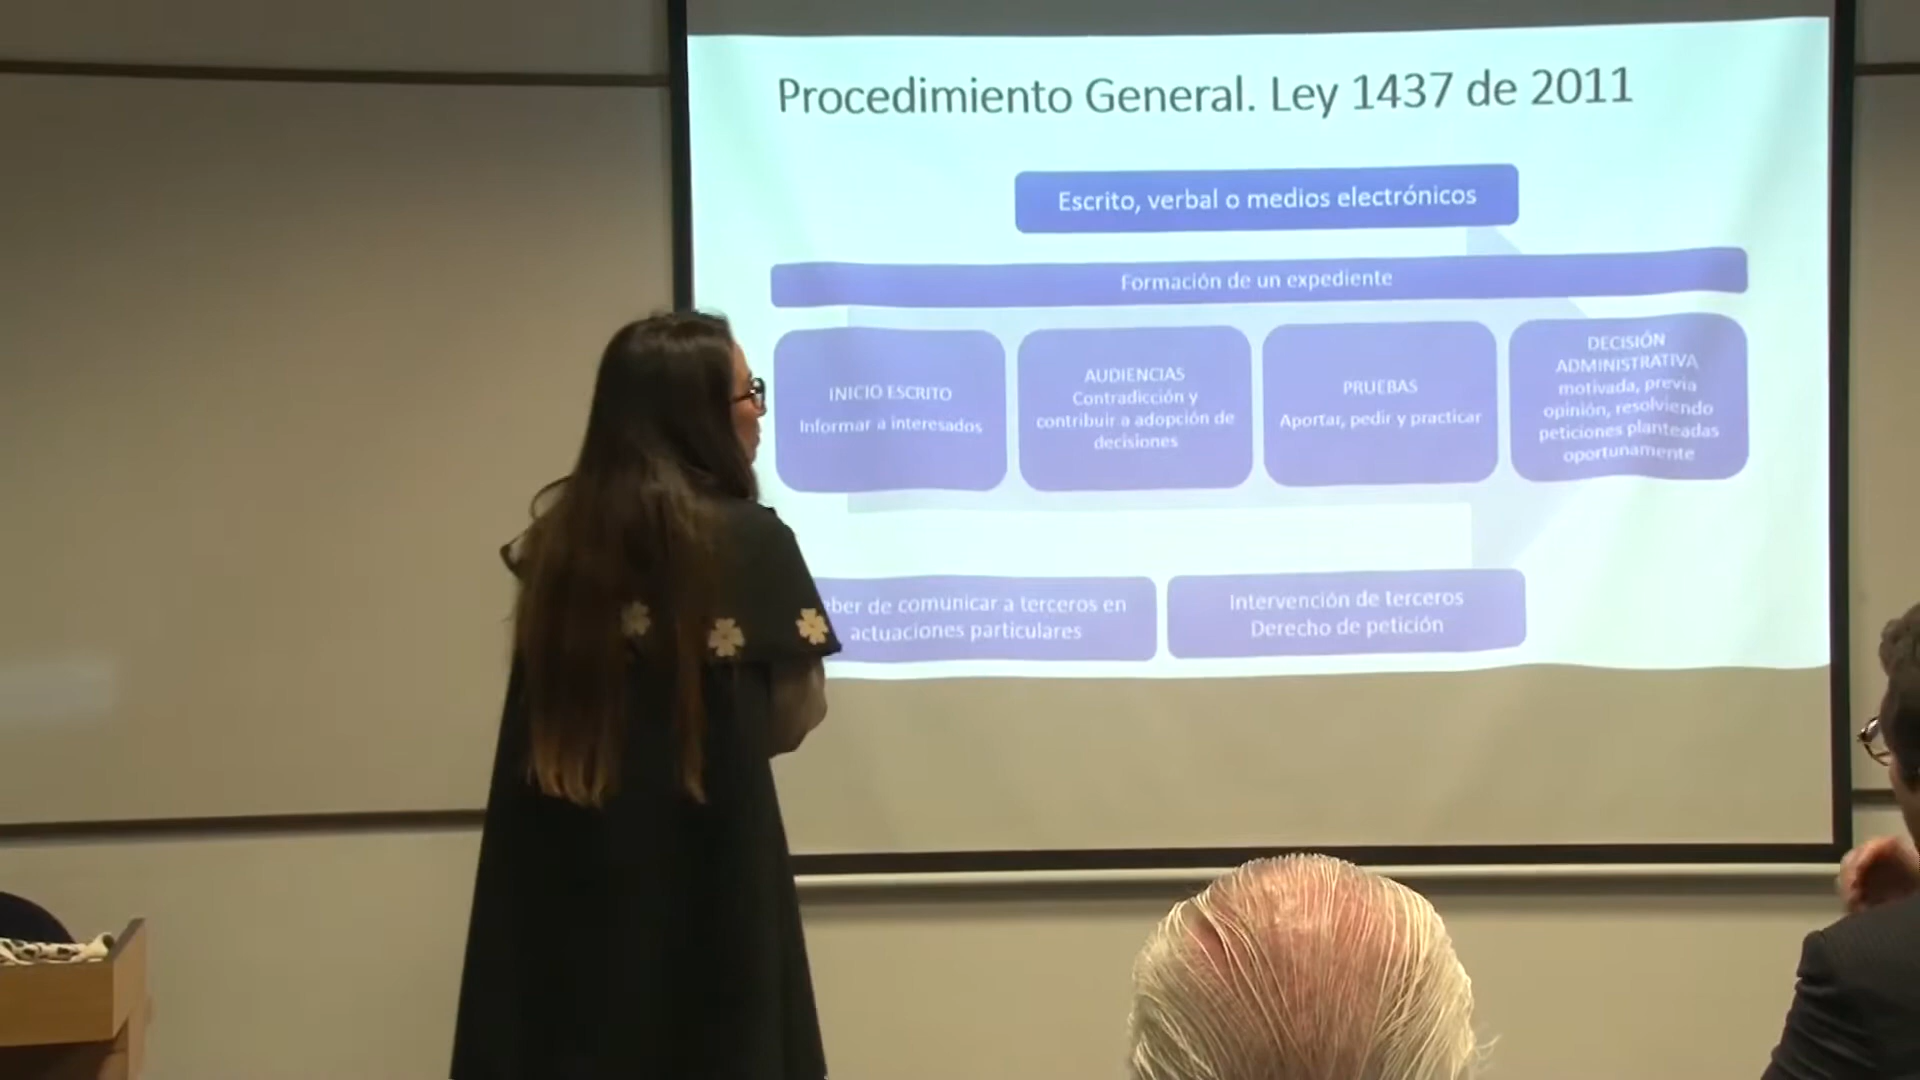 Procedimiento General. Ley 1437 de 2011
Escrito, verbal o medios electrónicos
Formación de un expediente
INICIO ESCRITO
Informar a interesados
AUDIENCIAS
Contradicción y
contribuir a adopción de
decisiones
PRUEBAS
Aportar, pedir y practicar
DECISIÓN
ADMINISTRATIVA
motivada, previa
opinión, resolviendo
peticiones planteadas
oportunamente
de comunicar a terceros en
actuaciones particulares
Intervención de terceros
Derecho de petición